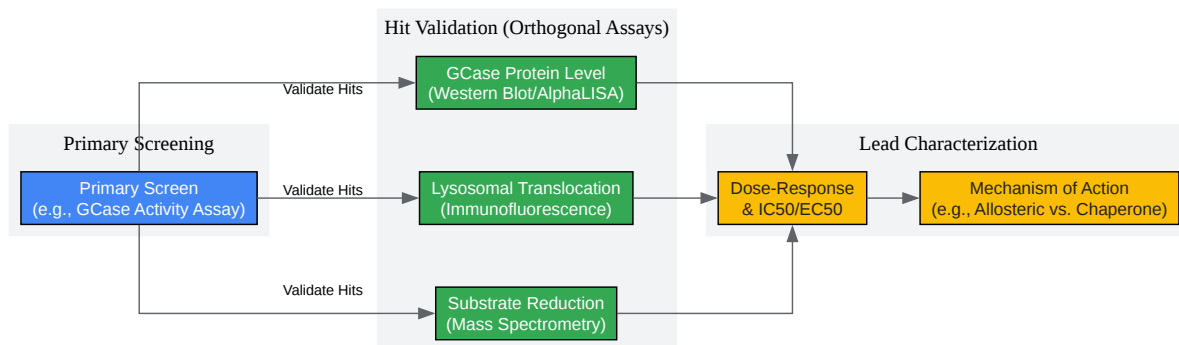 Hit Validation (Orthogonal Assays)
GCase Protein Level
(Western Blot/AlphaLISA)
Validate Hits
Primary Screening
Primary Screen
(e.g., GCase Activity Assay)
Validate Hits
Lysosomal Translocation
(Immunofluorescence)
Validate Hits
Substrate Reduction
(Mass Spectrometry)
Lead Characterization
Dose-Response
& IC50/EC50
Mechanism of Action
(e.g., Allosteric vs. Chaperone)